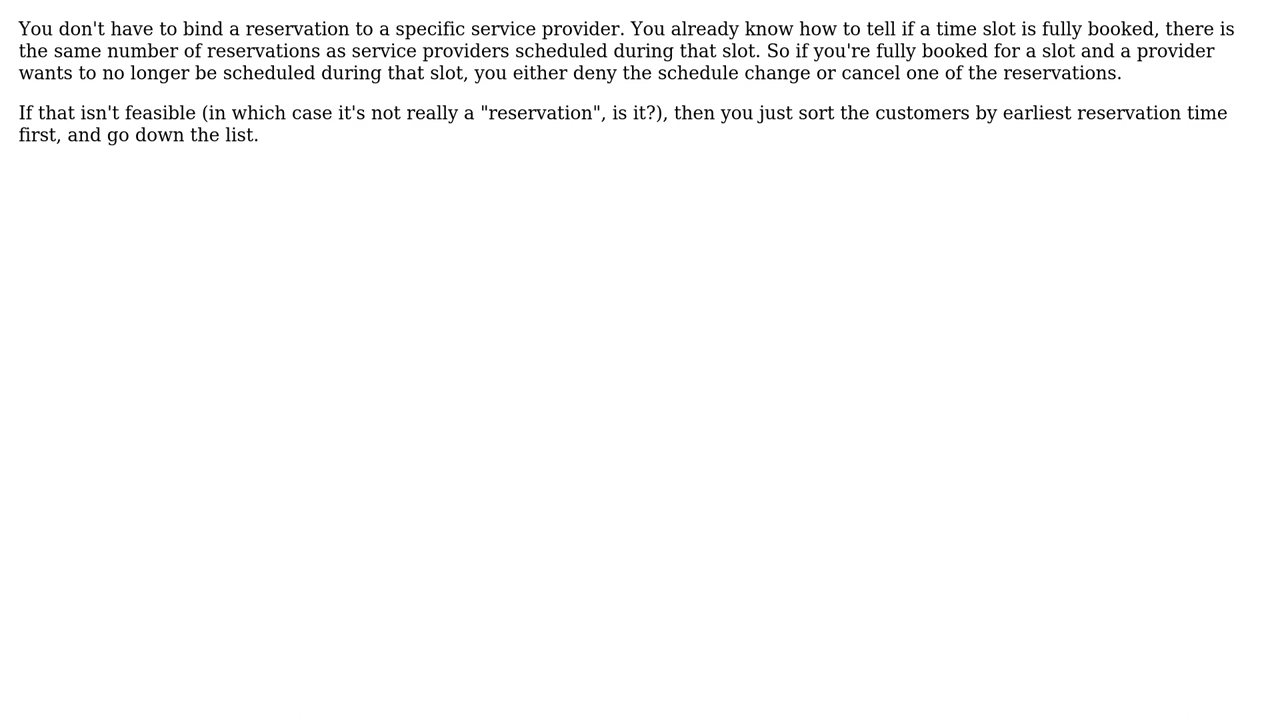 You don't have to bind a reservation to a specific service provider. You already know how to tell if a time slot is fully booked, there is
the same number of reservations as service providers scheduled during that slot. So if you're fully booked for a slot and a provider
wants to no longer be scheduled during that slot, you either deny the schedule change or cancel one of the reservations.
If that isn't feasible (in which case it's not really a "reservation", is it?), then you just sort the customers by earliest reservation time
first, and go down the list.